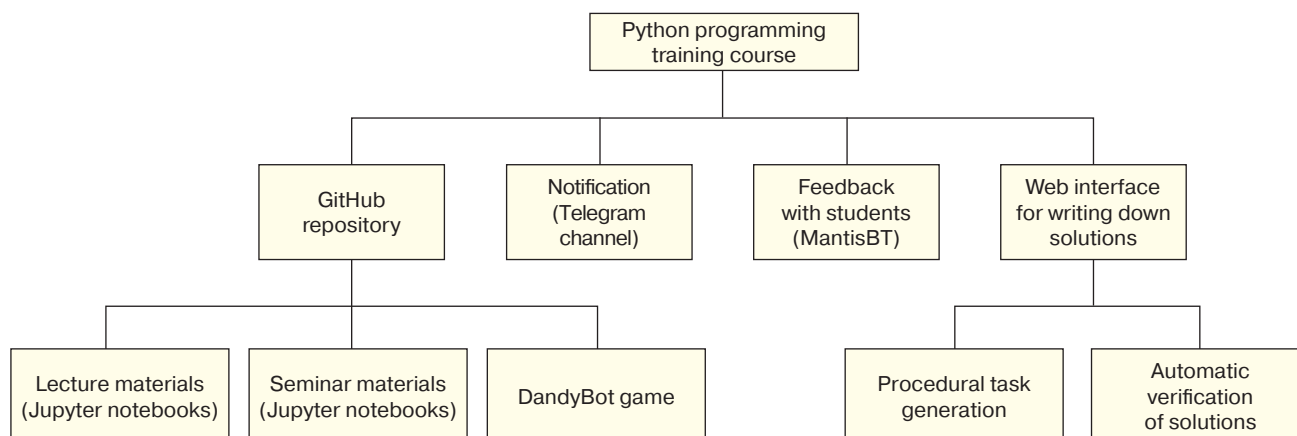 Python programming
training course
GitHub
repository
Notification
(Telegram
channel)
Feedback
with students
(MantisBT)
Web interface
for writing down
solutions
Lecture materials
(Jupyter notebooks)
Seminar materials
(Jupyter notebooks)
DandyBot game
Procedural task
generation
Automatic
verification
of solutions